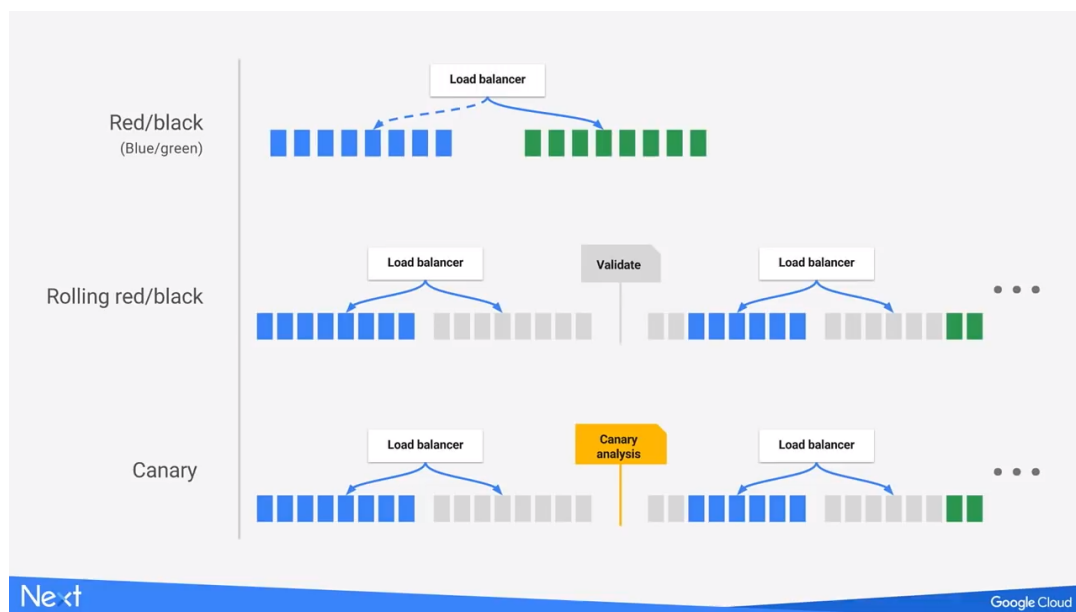 Load balancer
Red/black
(Blue/green)
Load balancer
Validate
Load balancer
Rolling red/black
Load balancer
Canary
analysis
Load balancer
Canary
Next
Google Cloud